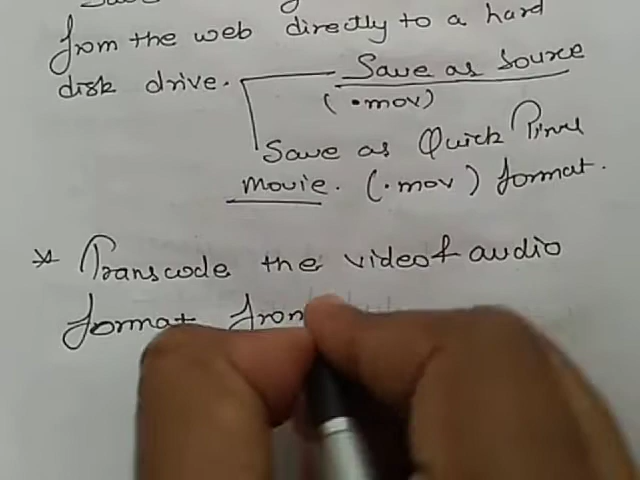 from the web directly to a hard
disk drive. Save as source
(.mov)
Save as Quick Time
Movie. (.mov) format.
* Transcode the video & audio
format from